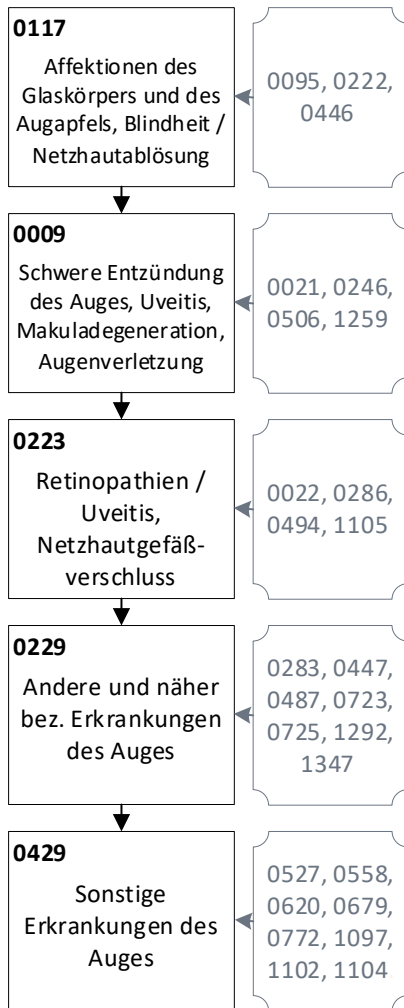 0117
Affektionen des
Glaskörpers und des
Augapfels, Blindheit /
Netzhautablösung
0095, 0222,
0446
0009
Schwere Entzündung
des Auges, Uveitis,
Makuladegeneration,
Augenverletzung
0021, 0246,
0506, 1259
0223
Retinopathien /
Uveitis,
Netzhautgefäß-
verschluss
0022, 0286,
0494, 1105
0229
Andere und näher
bez. Erkrankungen
des Auges
0283, 0447,
0487, 0723,
0725, 1292,
1347
0429
Sonstige
Erkrankungen des
Auges
0527, 0558,
0620, 0679,
0772, 1097,
1102, 1104